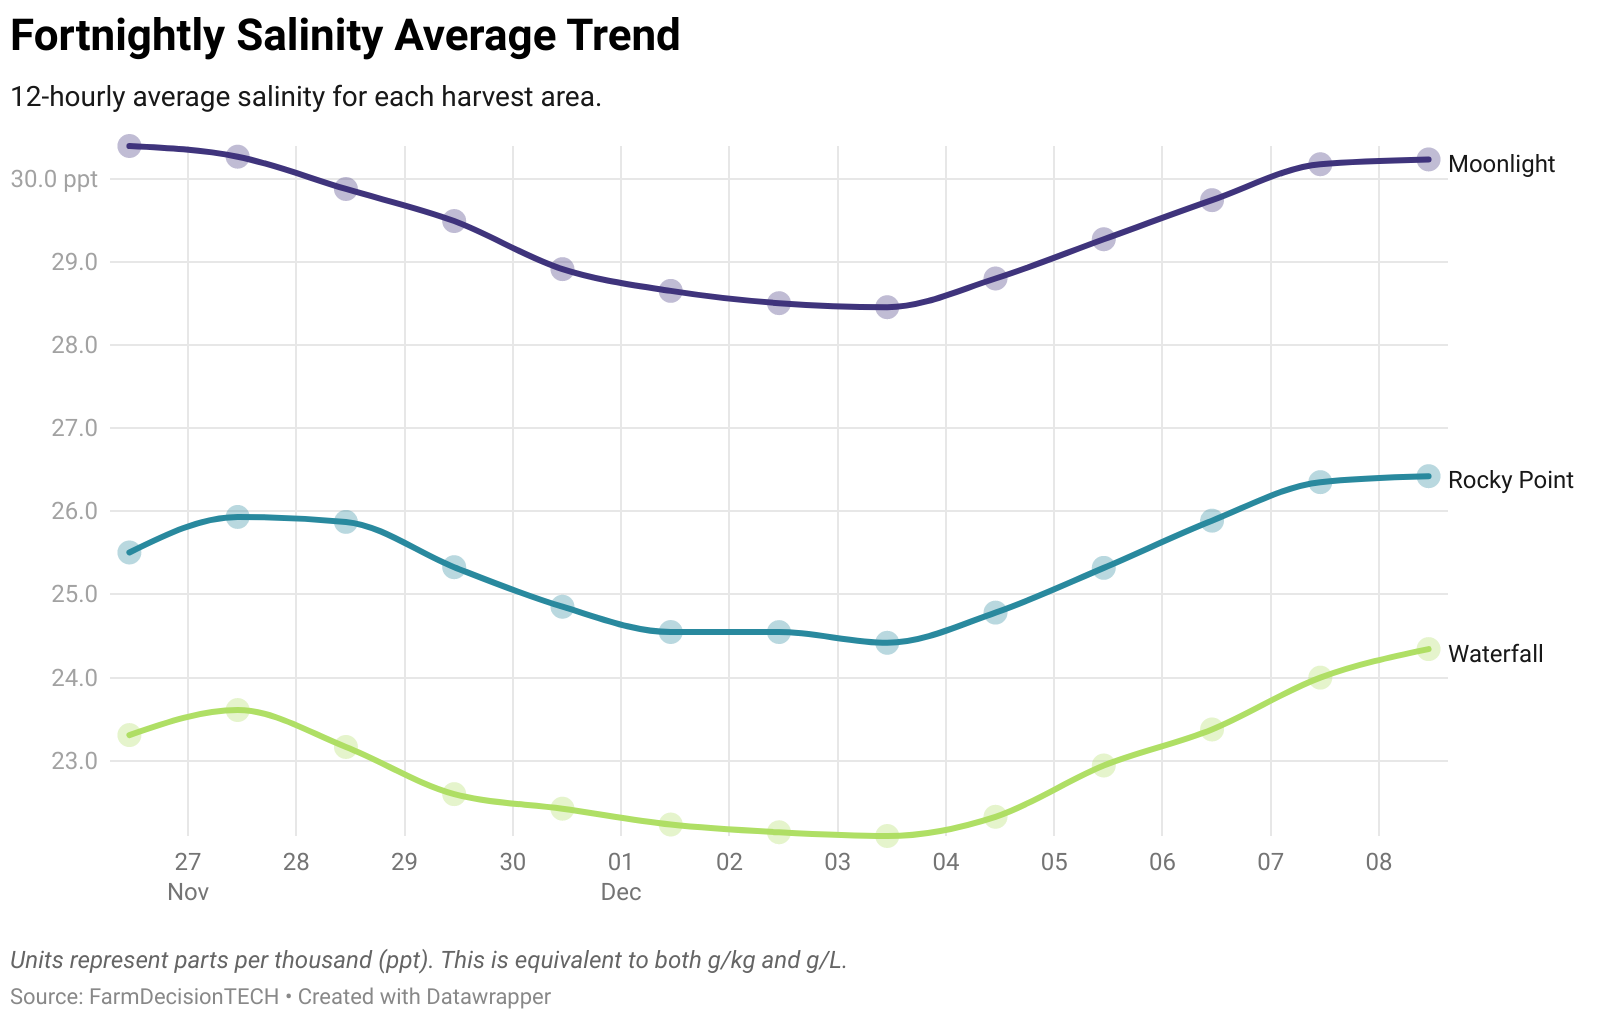 Fortnightly Salinity Average Trend
12-hourly average salinity for each harvest area.
30.0 ppt
29.0
28.0
27.0
26.0
25.0
24.0
23.0
Moonlight
Rocky Point
Waterfall
27 28 29 30 01 02 03 04 05 06 07 08
Nov Dec
Units represent parts per thousand (ppt). This is equivalent to both g/kg and g/L.
Source: FarmDecisionTECH • Created with Datawrapper